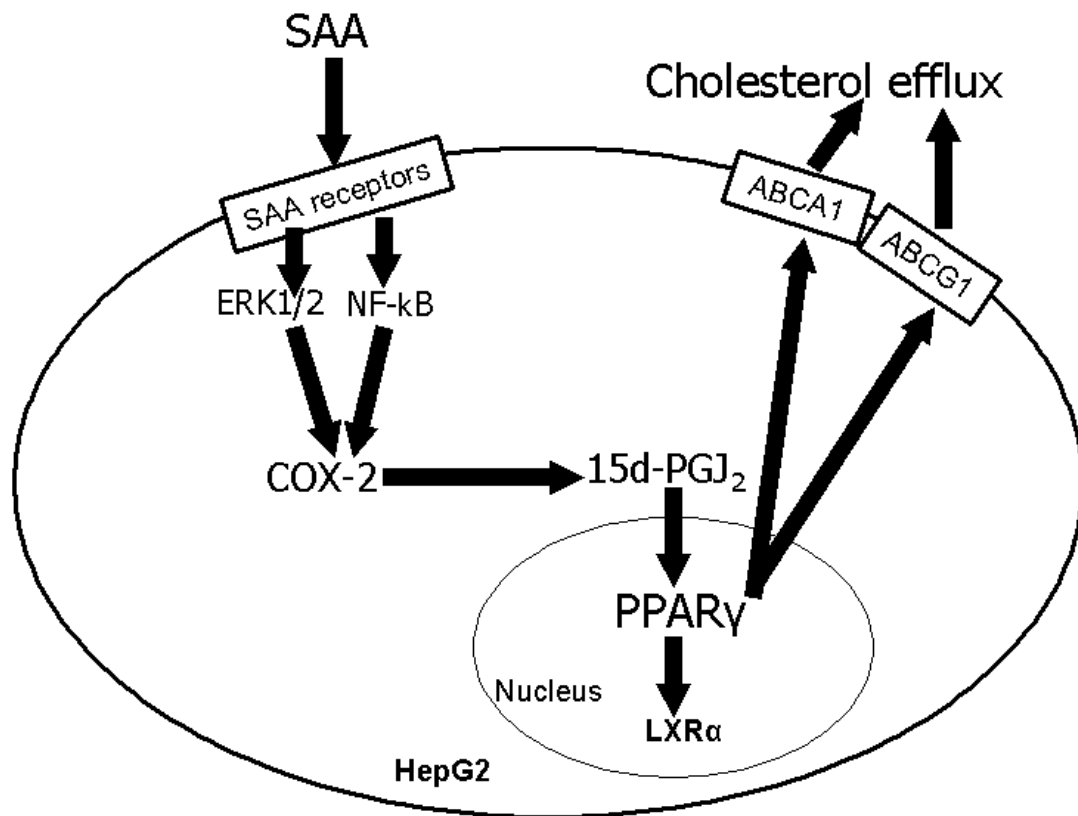 SAA
Cholesterol efflux
SAA receptors
ABCA1
ABCG1
ERK1/2
NF-kB
COX-2
15d-PGJ₂
PPARγ
Nucleus
LXRα
HepG2